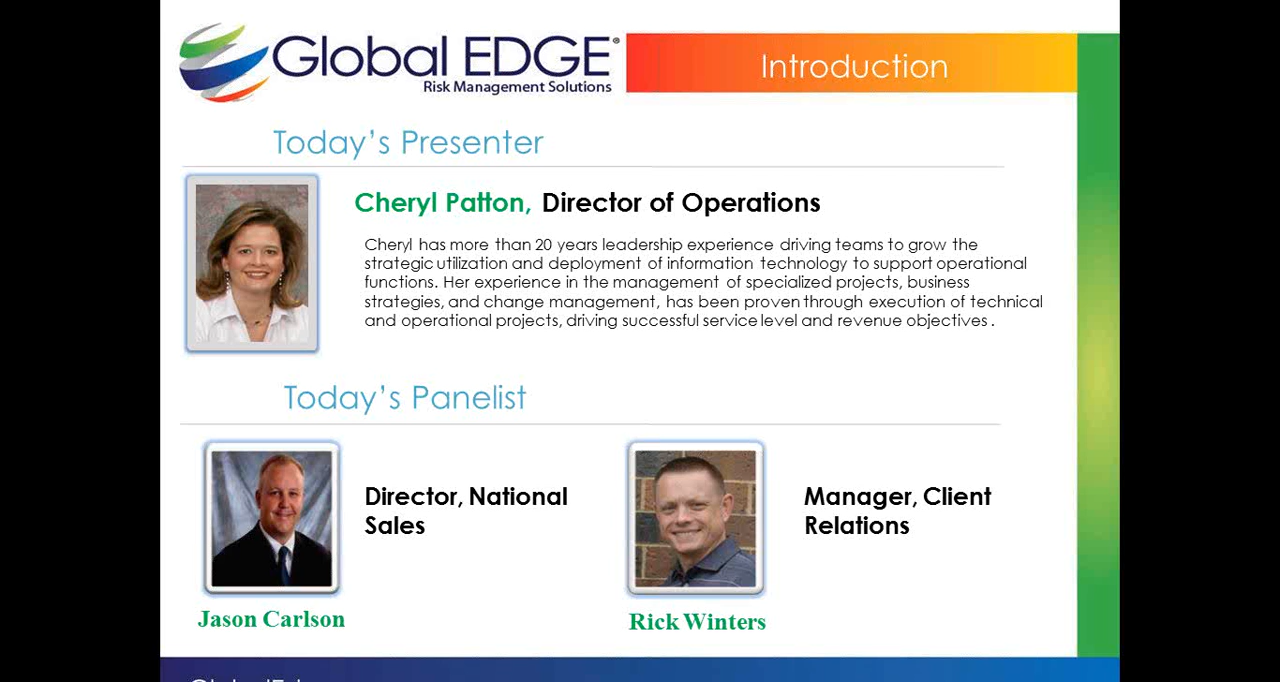 Global EDGE®
Risk Management Solutions
Introduction
Today's Presenter
Cheryl Patton, Director of Operations
Cheryl has more than 20 years leadership experience driving teams to grow the
strategic utilization and deployment of information technology to support operational
functions. Her experience in the management of specialized projects, business
strategies, and change management, has been proven through execution of technical
and operational projects, driving successful service level and revenue objectives .
Today's Panelist
Director, National
Sales
Jason Carlson
Manager, Client
Relations
Rick Winters